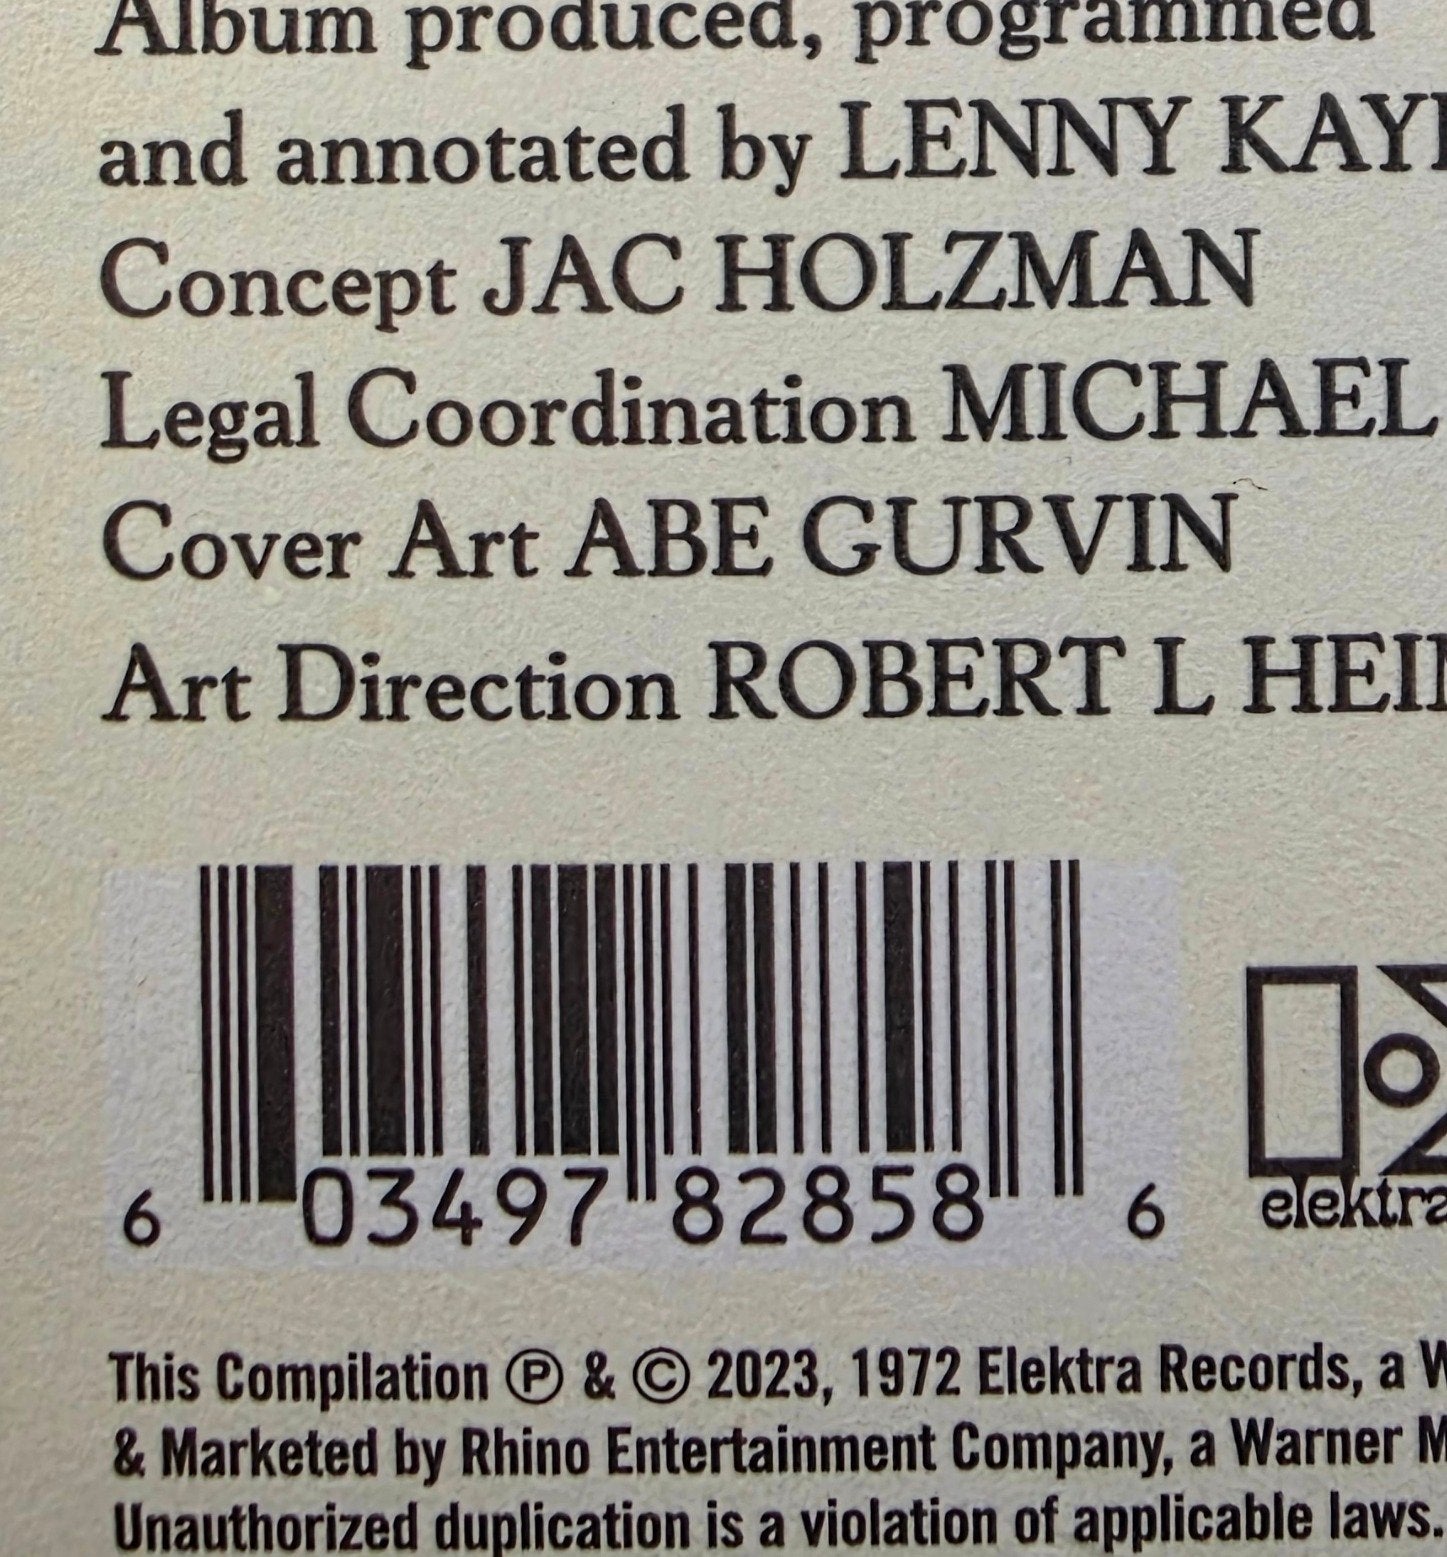 Album produced, programmed
and annotated by LENNY KAYE
Concept JAC HOLZMAN
Legal Coordination MICHAEL
Cover Art ABE GURVIN
Art Direction ROBERT L HEI
6 03497 82858 6
elektra
This Compilation Ⓟ & © 2023, 1972 Elektra Records, a W
& Marketed by Rhino Entertainment Company, a Warner M
Unauthorized duplication is a violation of applicable laws.